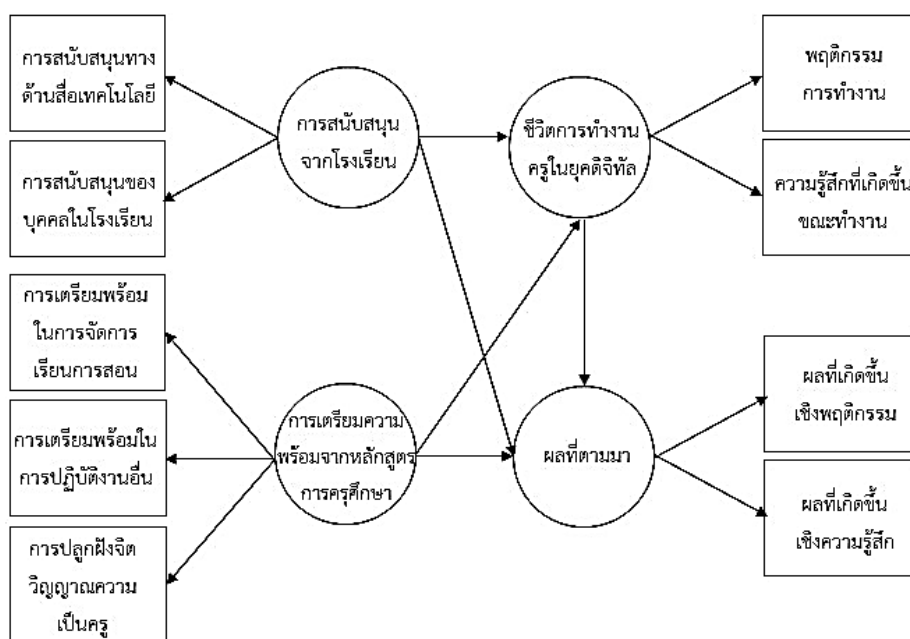 การสนับสนุนทาง
ด้านสื่อเทคโนโลยี
การสนับสนุนของ
บุคคลในโรงเรียน
การเตรียมพร้อม
ในการจัดการ
เรียนการสอน
การเตรียมพร้อมใน
การปฏิบัติงานอื่น
การปลูกฝังจิต
วิญญาณความ
เป็นครู
การสนับสนุน
จากโรงเรียน
การเตรียมความ
พร้อมจากหลักสูตร
การครุศึกษา
ชีวิตการทำงาน
ครูในยุคดิจิทัล
ผลที่ตามมา
พฤติกรรม
การทำงาน
ความรู้สึกที่เกิดขึ้น
ขณะทำงาน
ผลที่เกิดขึ้น
เชิงพฤติกรรม
ผลที่เกิดขึ้น
เชิงความรู้สึก